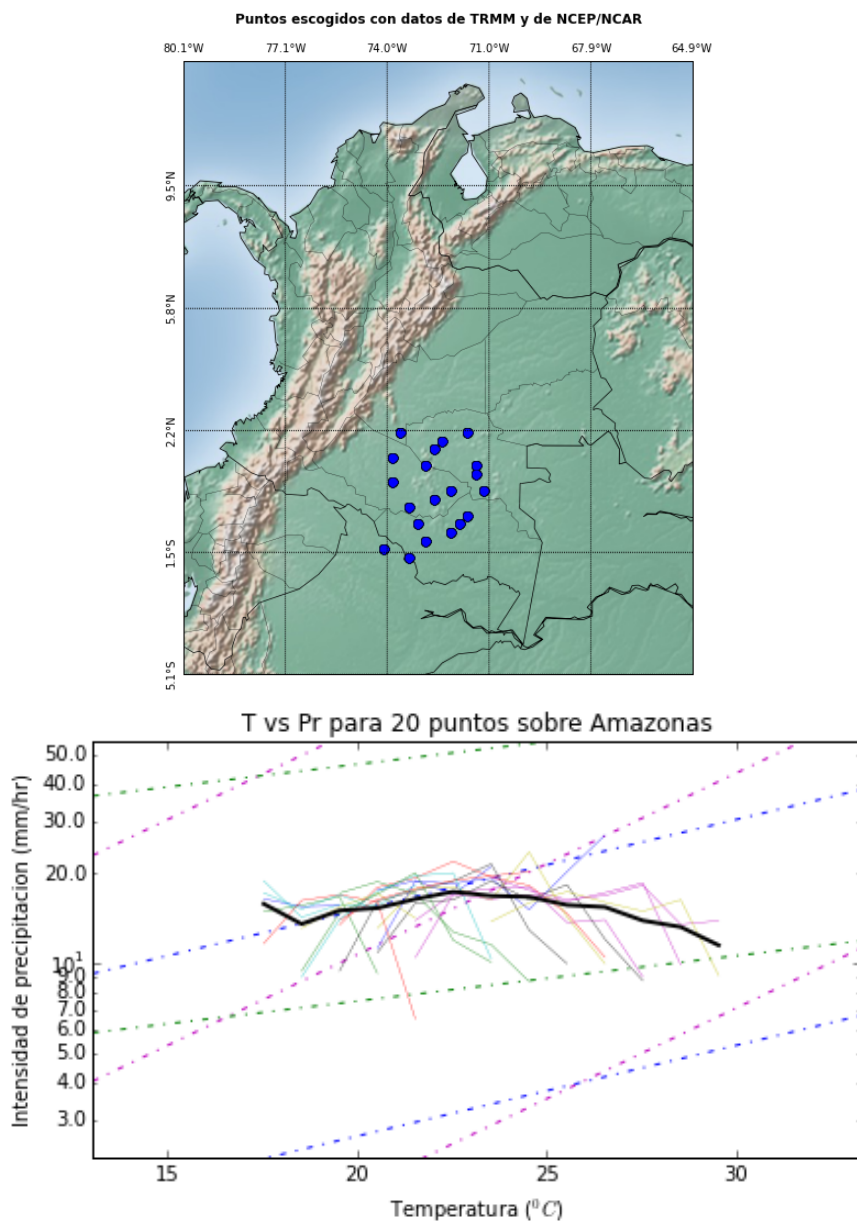 Puntos escogidos con datos de TRMM y de NCEP/NCAR
80.1°W 77.1°W 74.0°W 71.0°W 67.9°W 64.9°W
9.5°N
5.8°N
2.2°N
1.5°S
5.1°S
T vs Pr para 20 puntos sobre Amazonas
50.0
40.0
30.0
20.0
10¹
9.0
8.0
7.0
6.0
5.0
4.0
3.0
Intensidad de precipitacion (mm/hr)
15 20 25 30
Temperatura (⁰C)